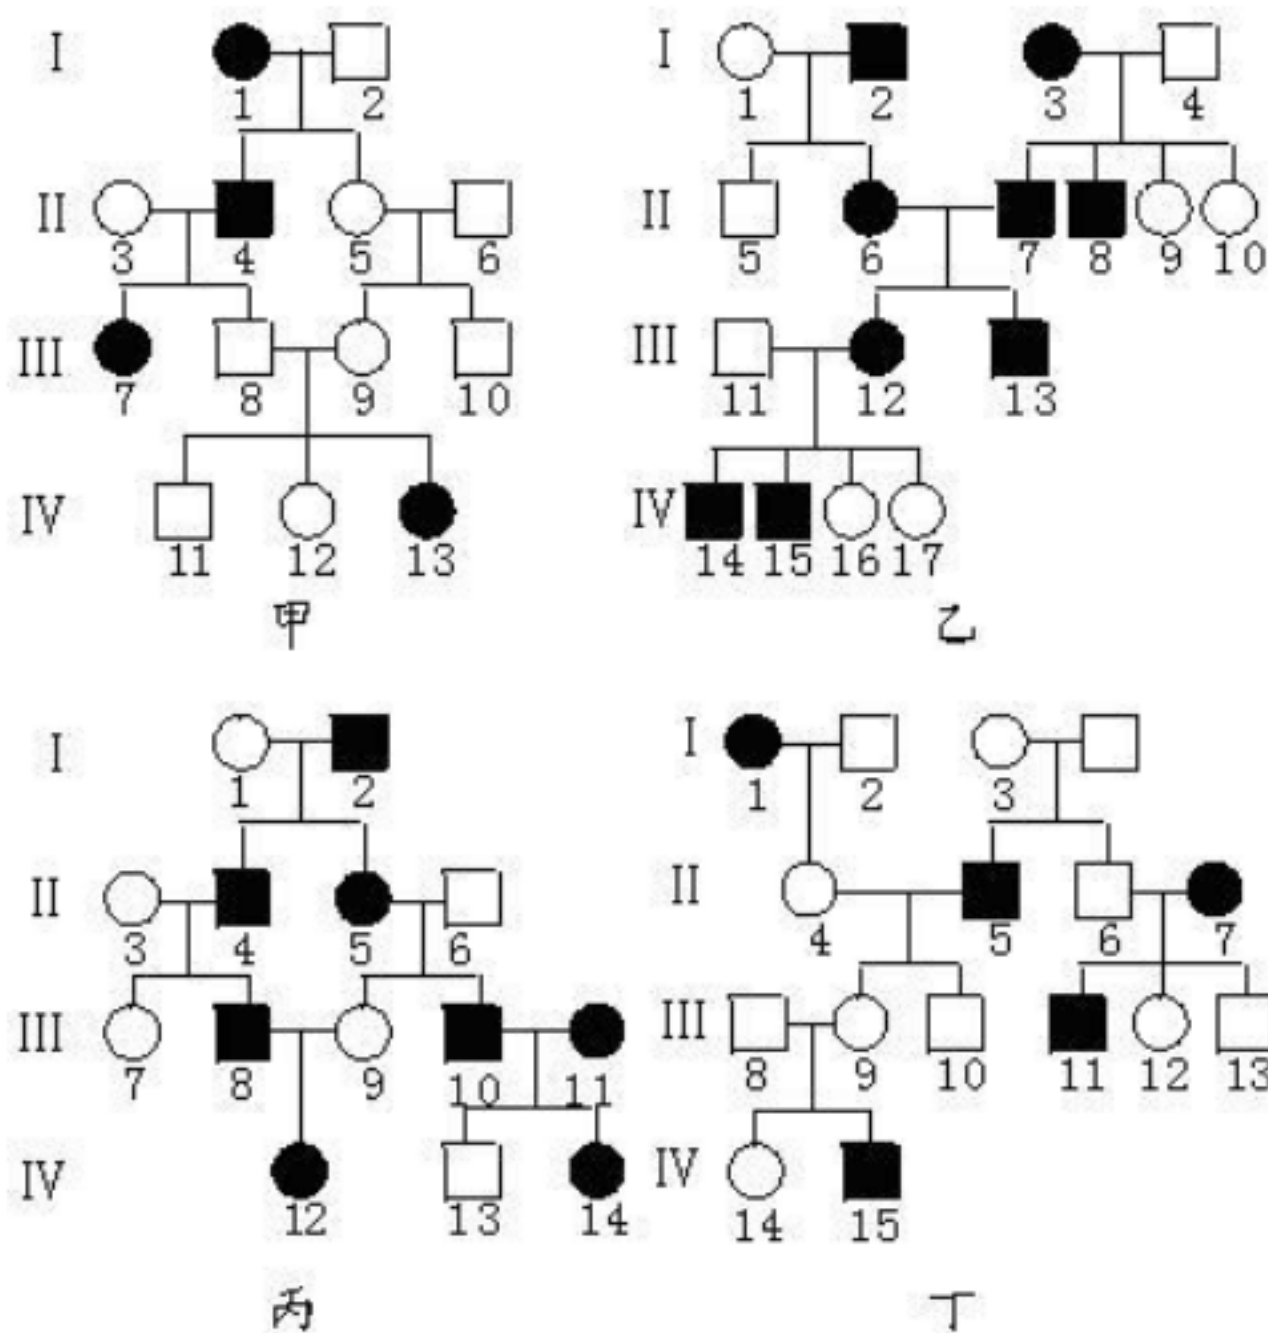 I 1 2 I 1 2 3 4
II 3 4 5 6 II 5 6 7 8 9 10
III 7 8 9 10 III 11 12 13
IV 11 12 13 IV 14 15 16 17
甲 乙
I 1 2 I 1 2 3
II 3 4 5 6 II 4 5 6 7
III 7 8 9 10 11 III 8 9 10 11 12 13
IV 12 13 14 IV 14 15
丙 丁